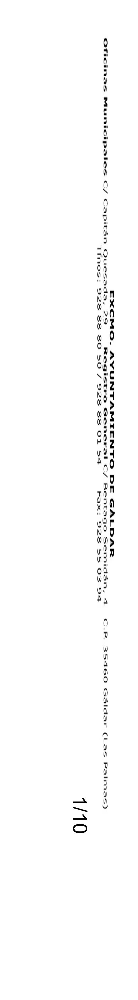 EXCMO. AYUNTAMIENTO DE GÁLDAR
Oficinas Municipales C/ Capitán Quesada, 29 Registro General C/ Bentago Semidán, 4 C.P. 35460 Gáldar (Las Palmas)
Tfnos: 928 88 80 50 / 928 88 01 54 Fax: 928 55 03 94
1/10